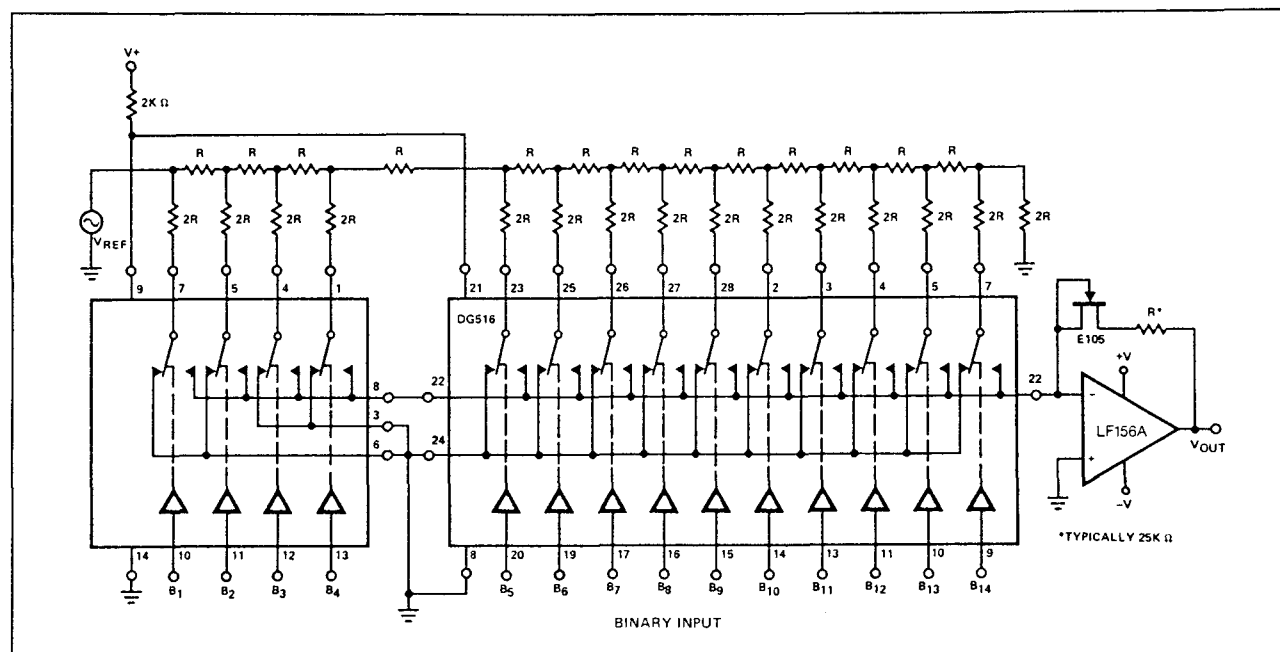 V+
2K Ω
R R R R R R R R R R R R R
2R 2R 2R 2R 2R 2R 2R 2R 2R 2R 2R 2R 2R 2R 2R
VREF
9 7 5 4 1 21 23 25 26 27 28 2 3 4 5 7
DG516
E105
R*
8 22 22
3
6 24
+V
−
LF156A
+
VOUT
−V
14 10 11 12 13 8 20 19 17 16 15 14 13 11 10 9
*TYPICALLY 25K Ω
B1 B2 B3 B4 B5 B6 B7 B8 B9 B10 B11 B12 B13 B14
BINARY INPUT